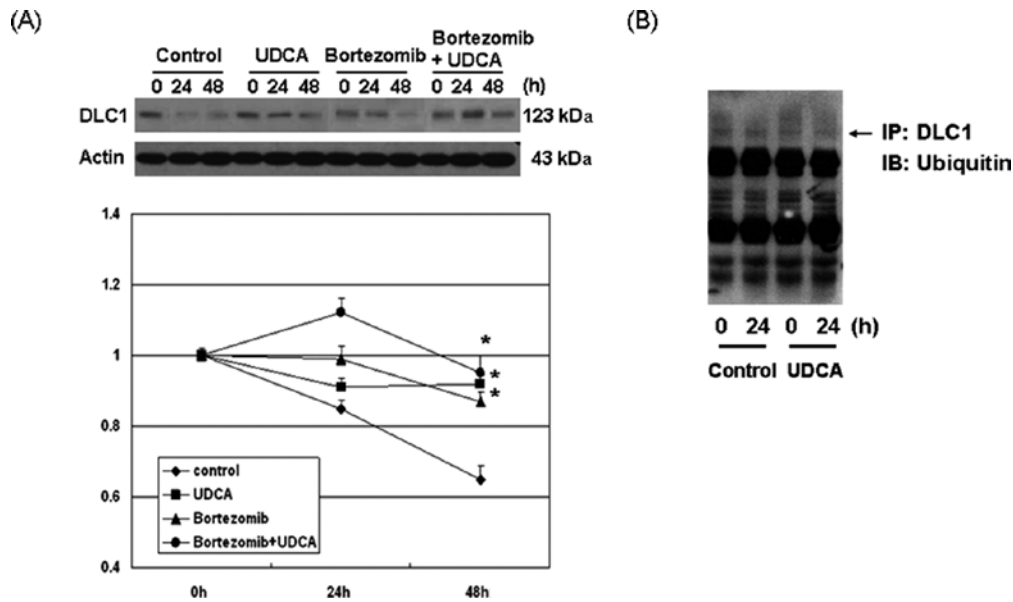 (A)
Control UDCA Bortezomib Bortezomib + UDCA
0 24 48 0 24 48 0 24 48 0 24 48 (h)
DLC1 123 kDa
Actin 43 kDa
1.4
1.2
1
0.8
0.6
0.4
* 
*
*
control
UDCA
Bortezomib
Bortezomib+UDCA
0h 24h 48h
(B)
← IP: DLC1
IB: Ubiquitin
0 24 0 24 (h)
Control UDCA